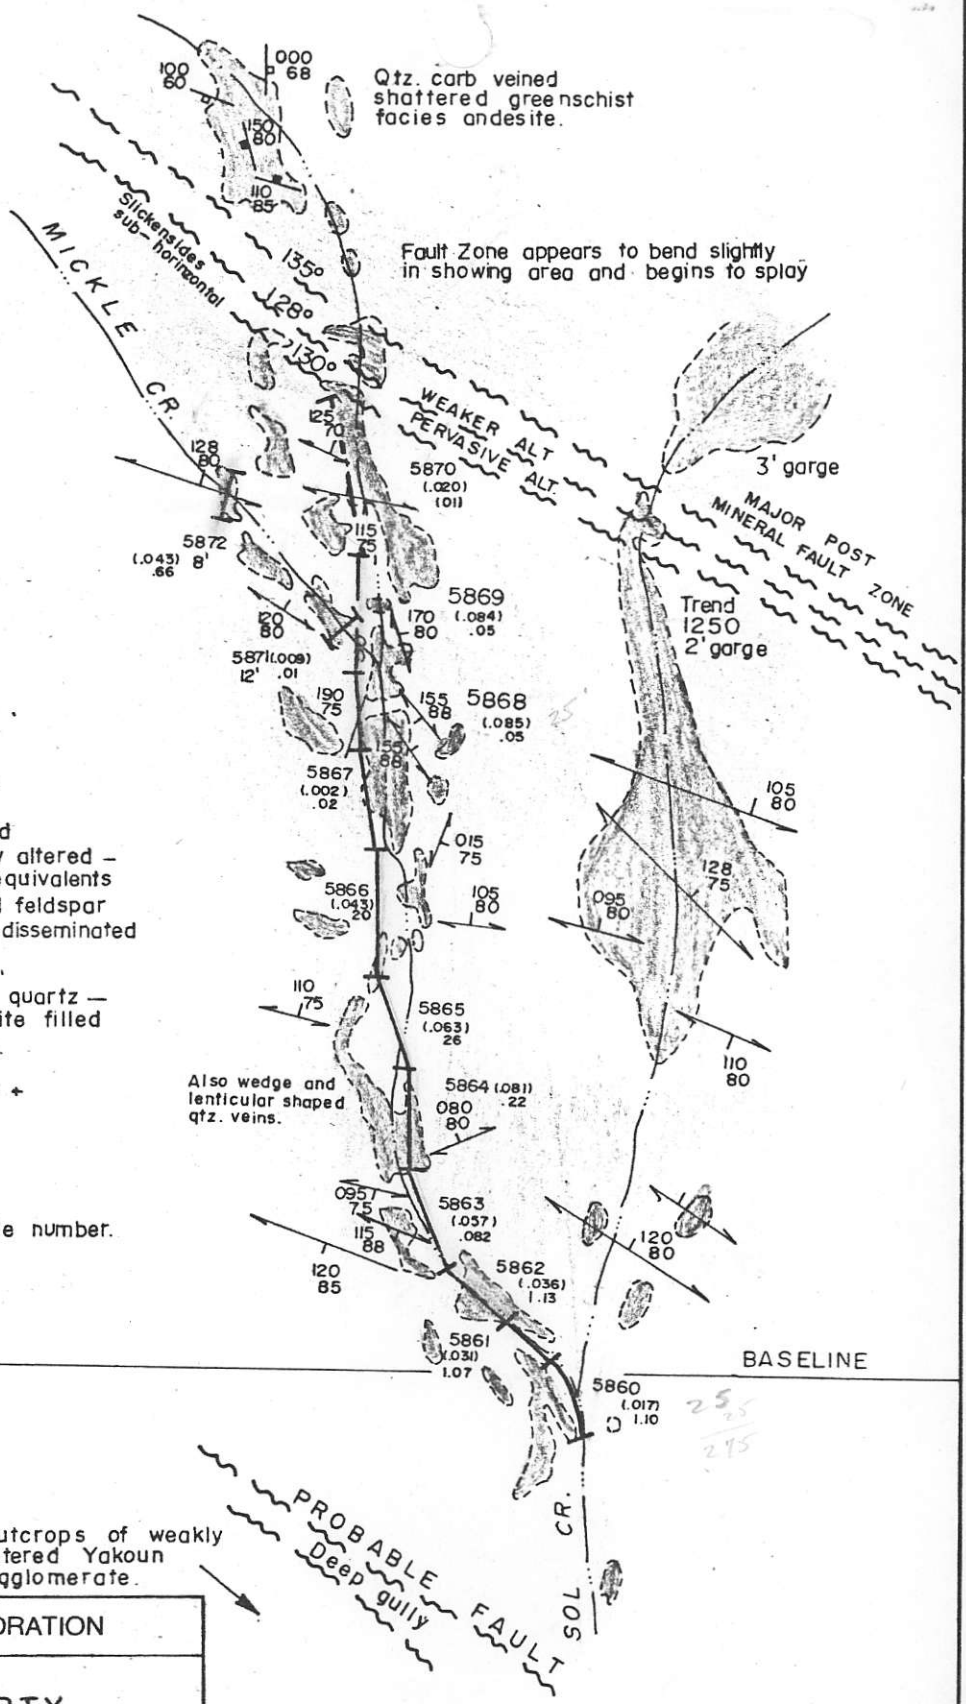 000
68
100
60
Qtz. carb veined
shattered greenschist
facies andesite.
150
80
110
85
Slickensides
sub-horizontal
MICKLE CR.
135°
128°
130°
Fault Zone appears to bend slightly
in showing area and begins to splay
WEAKER ALT
PERVASIVE ALT.
3' garge
MAJOR POST
MINERAL FAULT ZONE
125
70
128
80
5870
(.020)
(01)
115
75
5872
(.043) 8'
.66
5869
(.084)
.05
170
80
Trend
1250
2' garge
120
80
5871(.009)
12' .01
190
75
155
88
5868
(.085)
.05
25
155
88
5867
(.002)
.02
105
80
015
75
d
y altered –
equivalents
d feldspar
disseminated
quartz –
ite filled
+
e number.
5866
(.043)
20
105
80
128
75
095
80
110
75
5865
(.063)
26
110
80
Also wedge and
lenticular shaped
qtz. veins.
5864 (.081)
.22
080
80
095
75
5863
(.057)
.082
115
88
120
85
120
80
5862
(.036)
1.13
5861
(.031)
1.07
BASELINE
5860
(.017)
1.10
25
25
275
PROBABLE FAULT
Deep gully
SOL CR.
utcrops of weakly
tered Yakoun
agglomerate.
ORATION
RTY